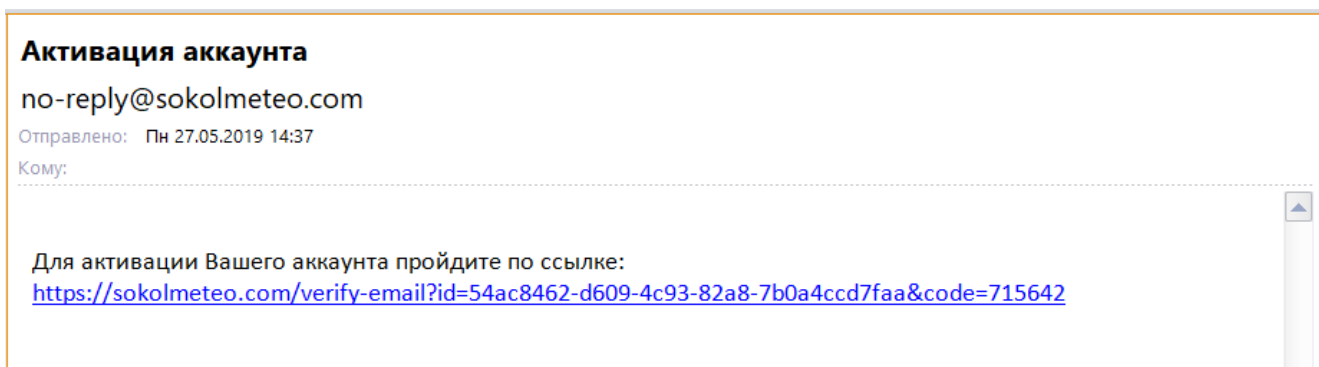 Активация аккаунта
no-reply@sokolmeteo.com
Отправлено: Пн 27.05.2019 14:37
Кому:
Для активации Вашего аккаунта пройдите по ссылке:
https://sokolmeteo.com/verify-email?id=54ac8462-d609-4c93-82a8-7b0a4ccd7faa&code=715642